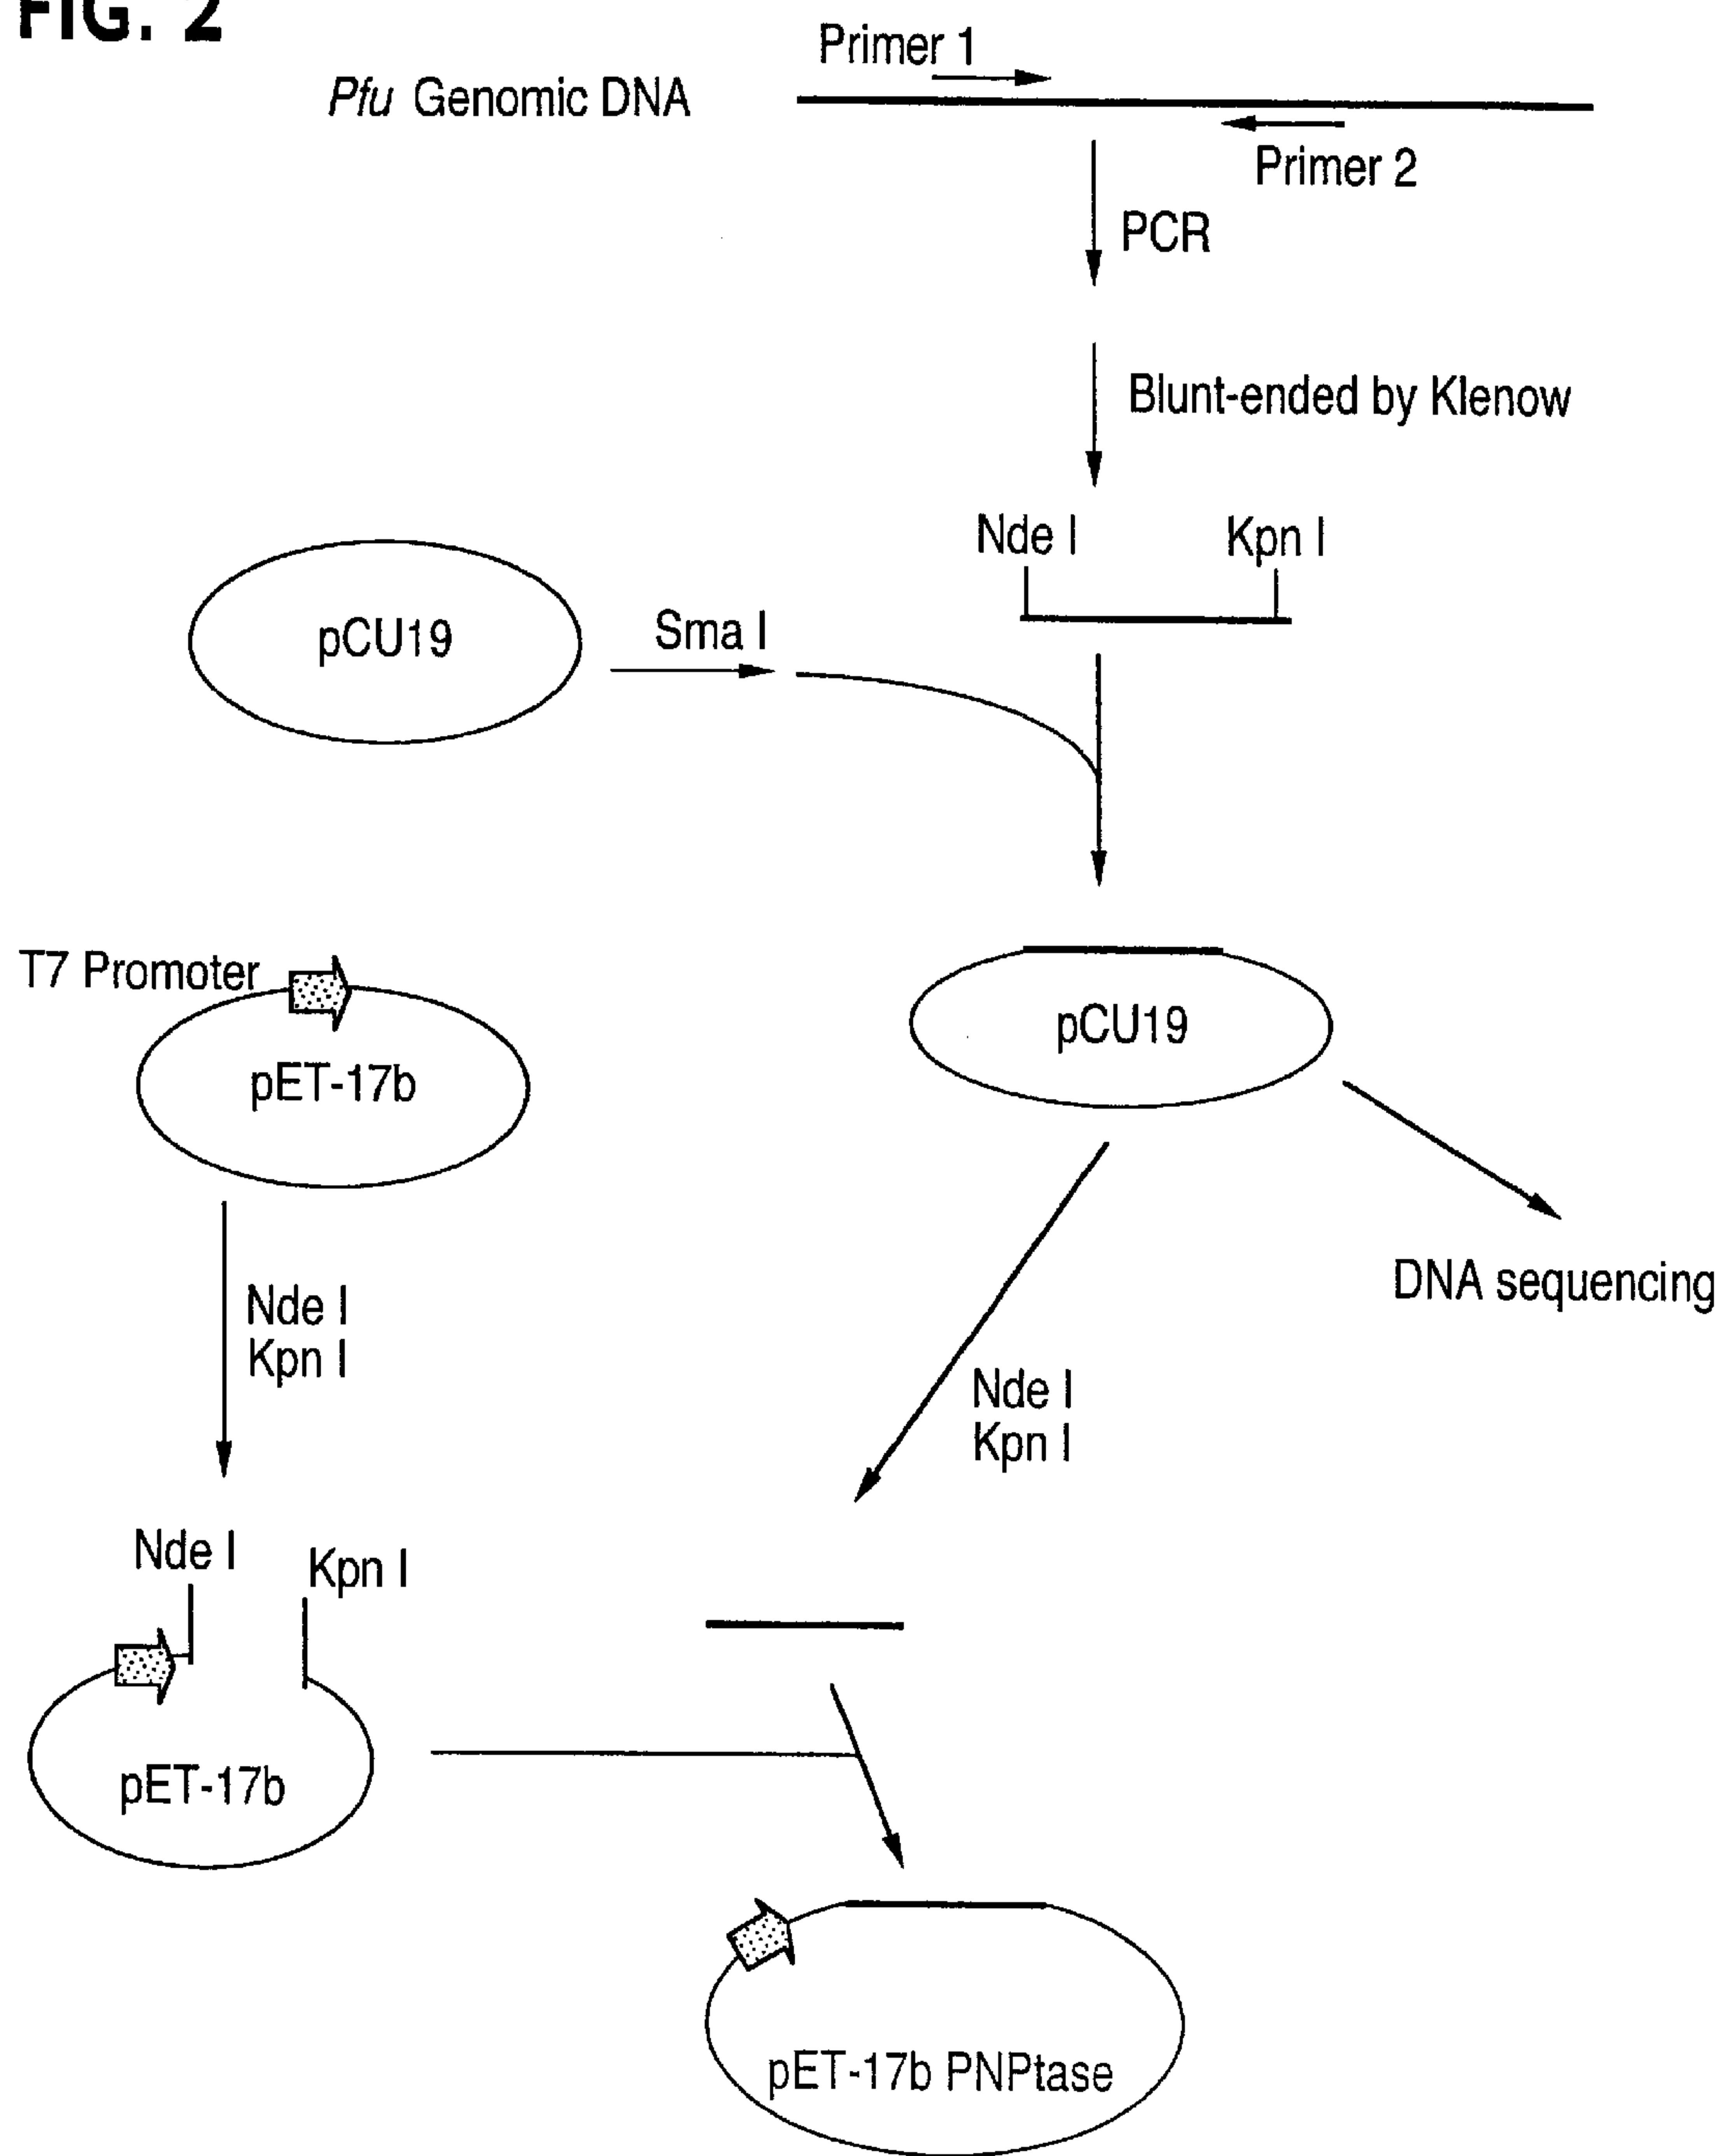 FIG. 2
Primer 1
Pfu Genomic DNA
Primer 2
PCR
Blunt-ended by Klenow
Nde I
Kpn I
pCU19
Sma I
T7 Promoter
pET-17b
pCU19
DNA sequencing
Nde I
Kpn I
Nde I
Kpn I
Nde I
Kpn I
pET-17b
pET-17b PNPtase